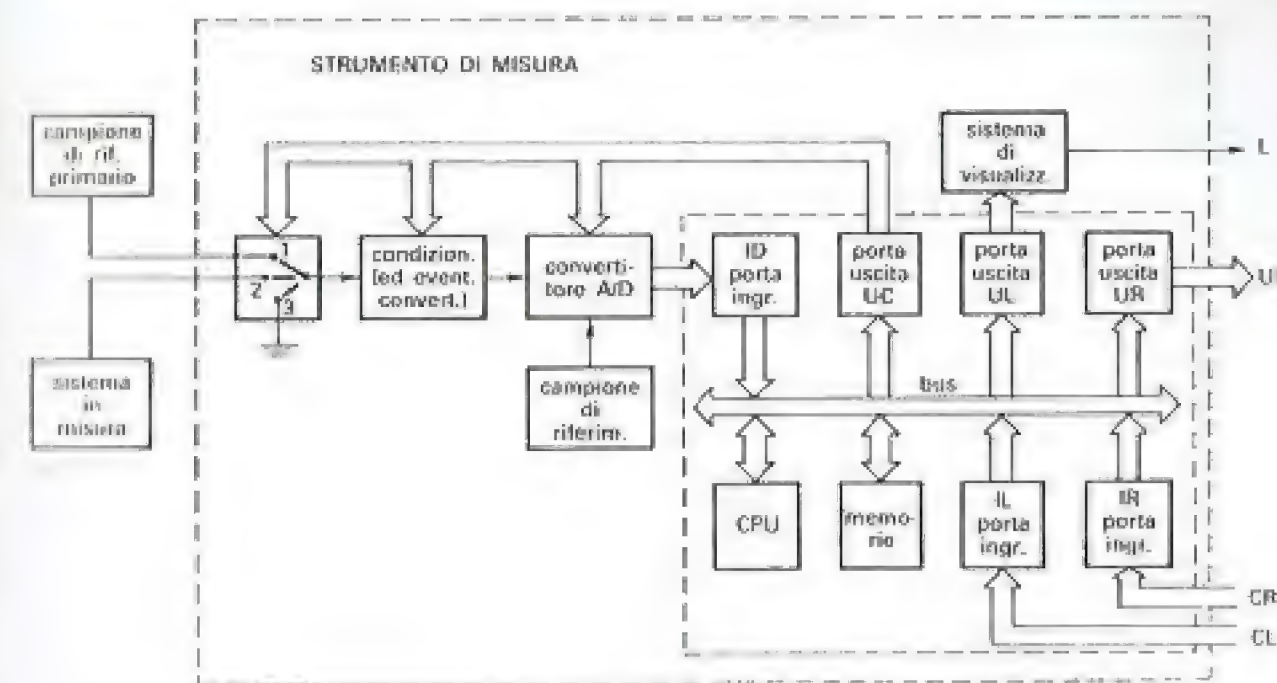 STRUMENTO DI MISURA
campione
di rif.
primario
sistema
in
misura
1
2
3
condizion.
(ed event.
convert.)
converti-
tore A/D
campione
di
riferim.
sistema
di
visualizz.
L
ID
porta
ingr.
porta
uscita
UC
porta
uscita
UL
porta
uscita
UR
bus
CPU
memo-
ria
IL
porta
ingr.
IR
porta
ingr.
CR
CL